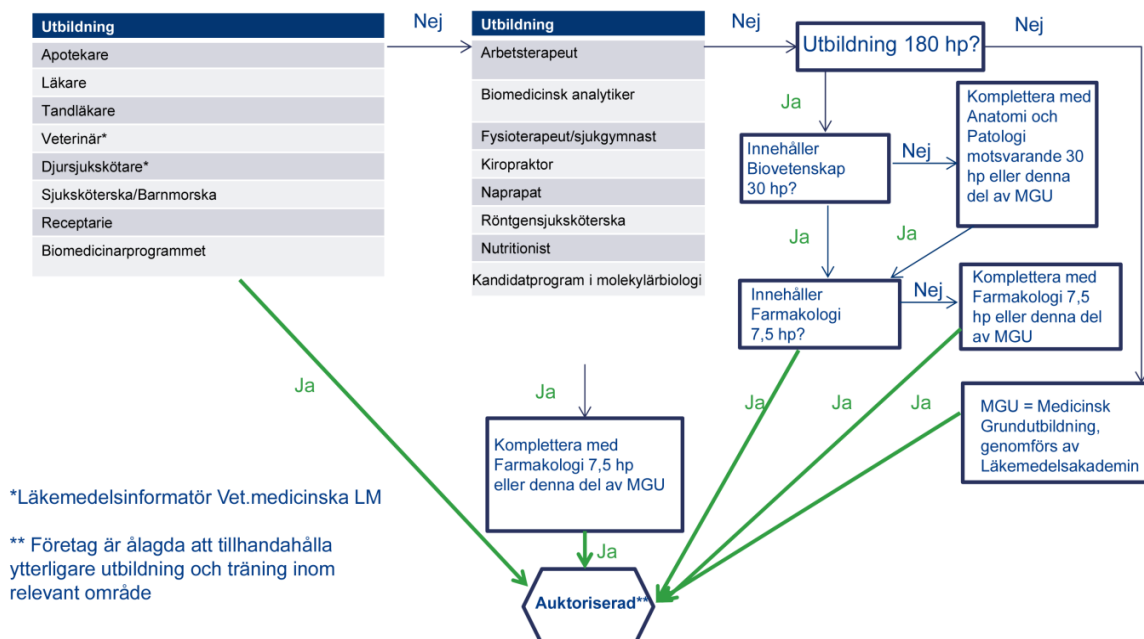 Utbildning
Apotekare
Läkare
Tandläkare
Veterinär*
Djursjukskötare*
Sjuksköterska/Barnmorska
Receptarie
Biomedicinarprogrammet
Nej
Utbildning
Arbetsterapeut
Biomedicinsk analytiker
Fysioterapeut/sjukgymnast
Kiropraktor
Naprapat
Röntgensjuksköterska
Nutritionist
Kandidatprogram i molekylärbiologi
Nej
Utbildning 180 hp?
Nej
Ja
Innehåller
Biovetenskap
30 hp?
Nej
Komplettera med
Anatomi och
Patologi
motsvarande 30
hp eller denna
del av MGU
Ja
Ja
Innehåller
Farmakologi
7,5 hp?
Nej
Komplettera med
Farmakologi 7,5
hp eller denna del
av MGU
Ja
Ja
Ja
Ja
Ja
MGU = Medicinsk
Grundutbildning,
genomförs av
Läkemedelsakademin
Komplettera med
Farmakologi 7,5 hp
eller denna del av MGU
Ja
Auktoriserad**
*Läkemedelsinformatör Vet.medicinska LM
** Företag är ålagda att tillhandahålla
ytterligare utbildning och träning inom
relevant område